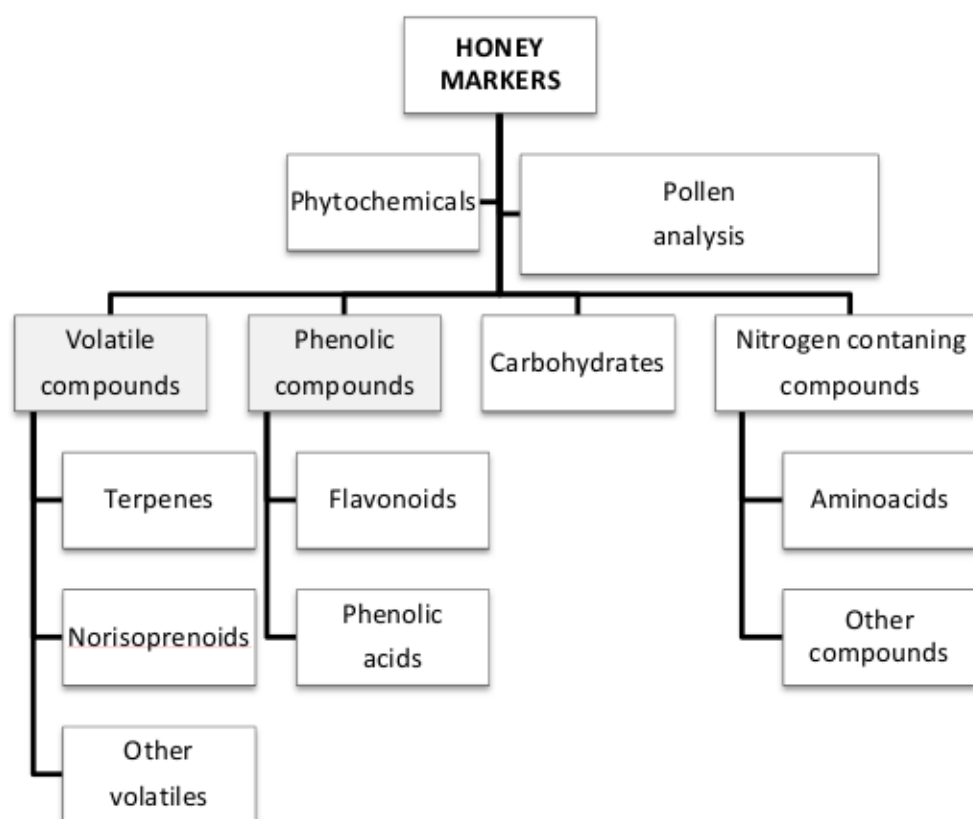 HONEY
MARKERS
Phytochemicals
Pollen
analysis
Volatile
compounds
Phenolic
compounds
Carbohydrates
Nitrogen contaning
compounds
Terpenes
Flavonoids
Aminoacids
Norisoprenoids
Phenolic
acids
Other
compounds
Other
volatiles